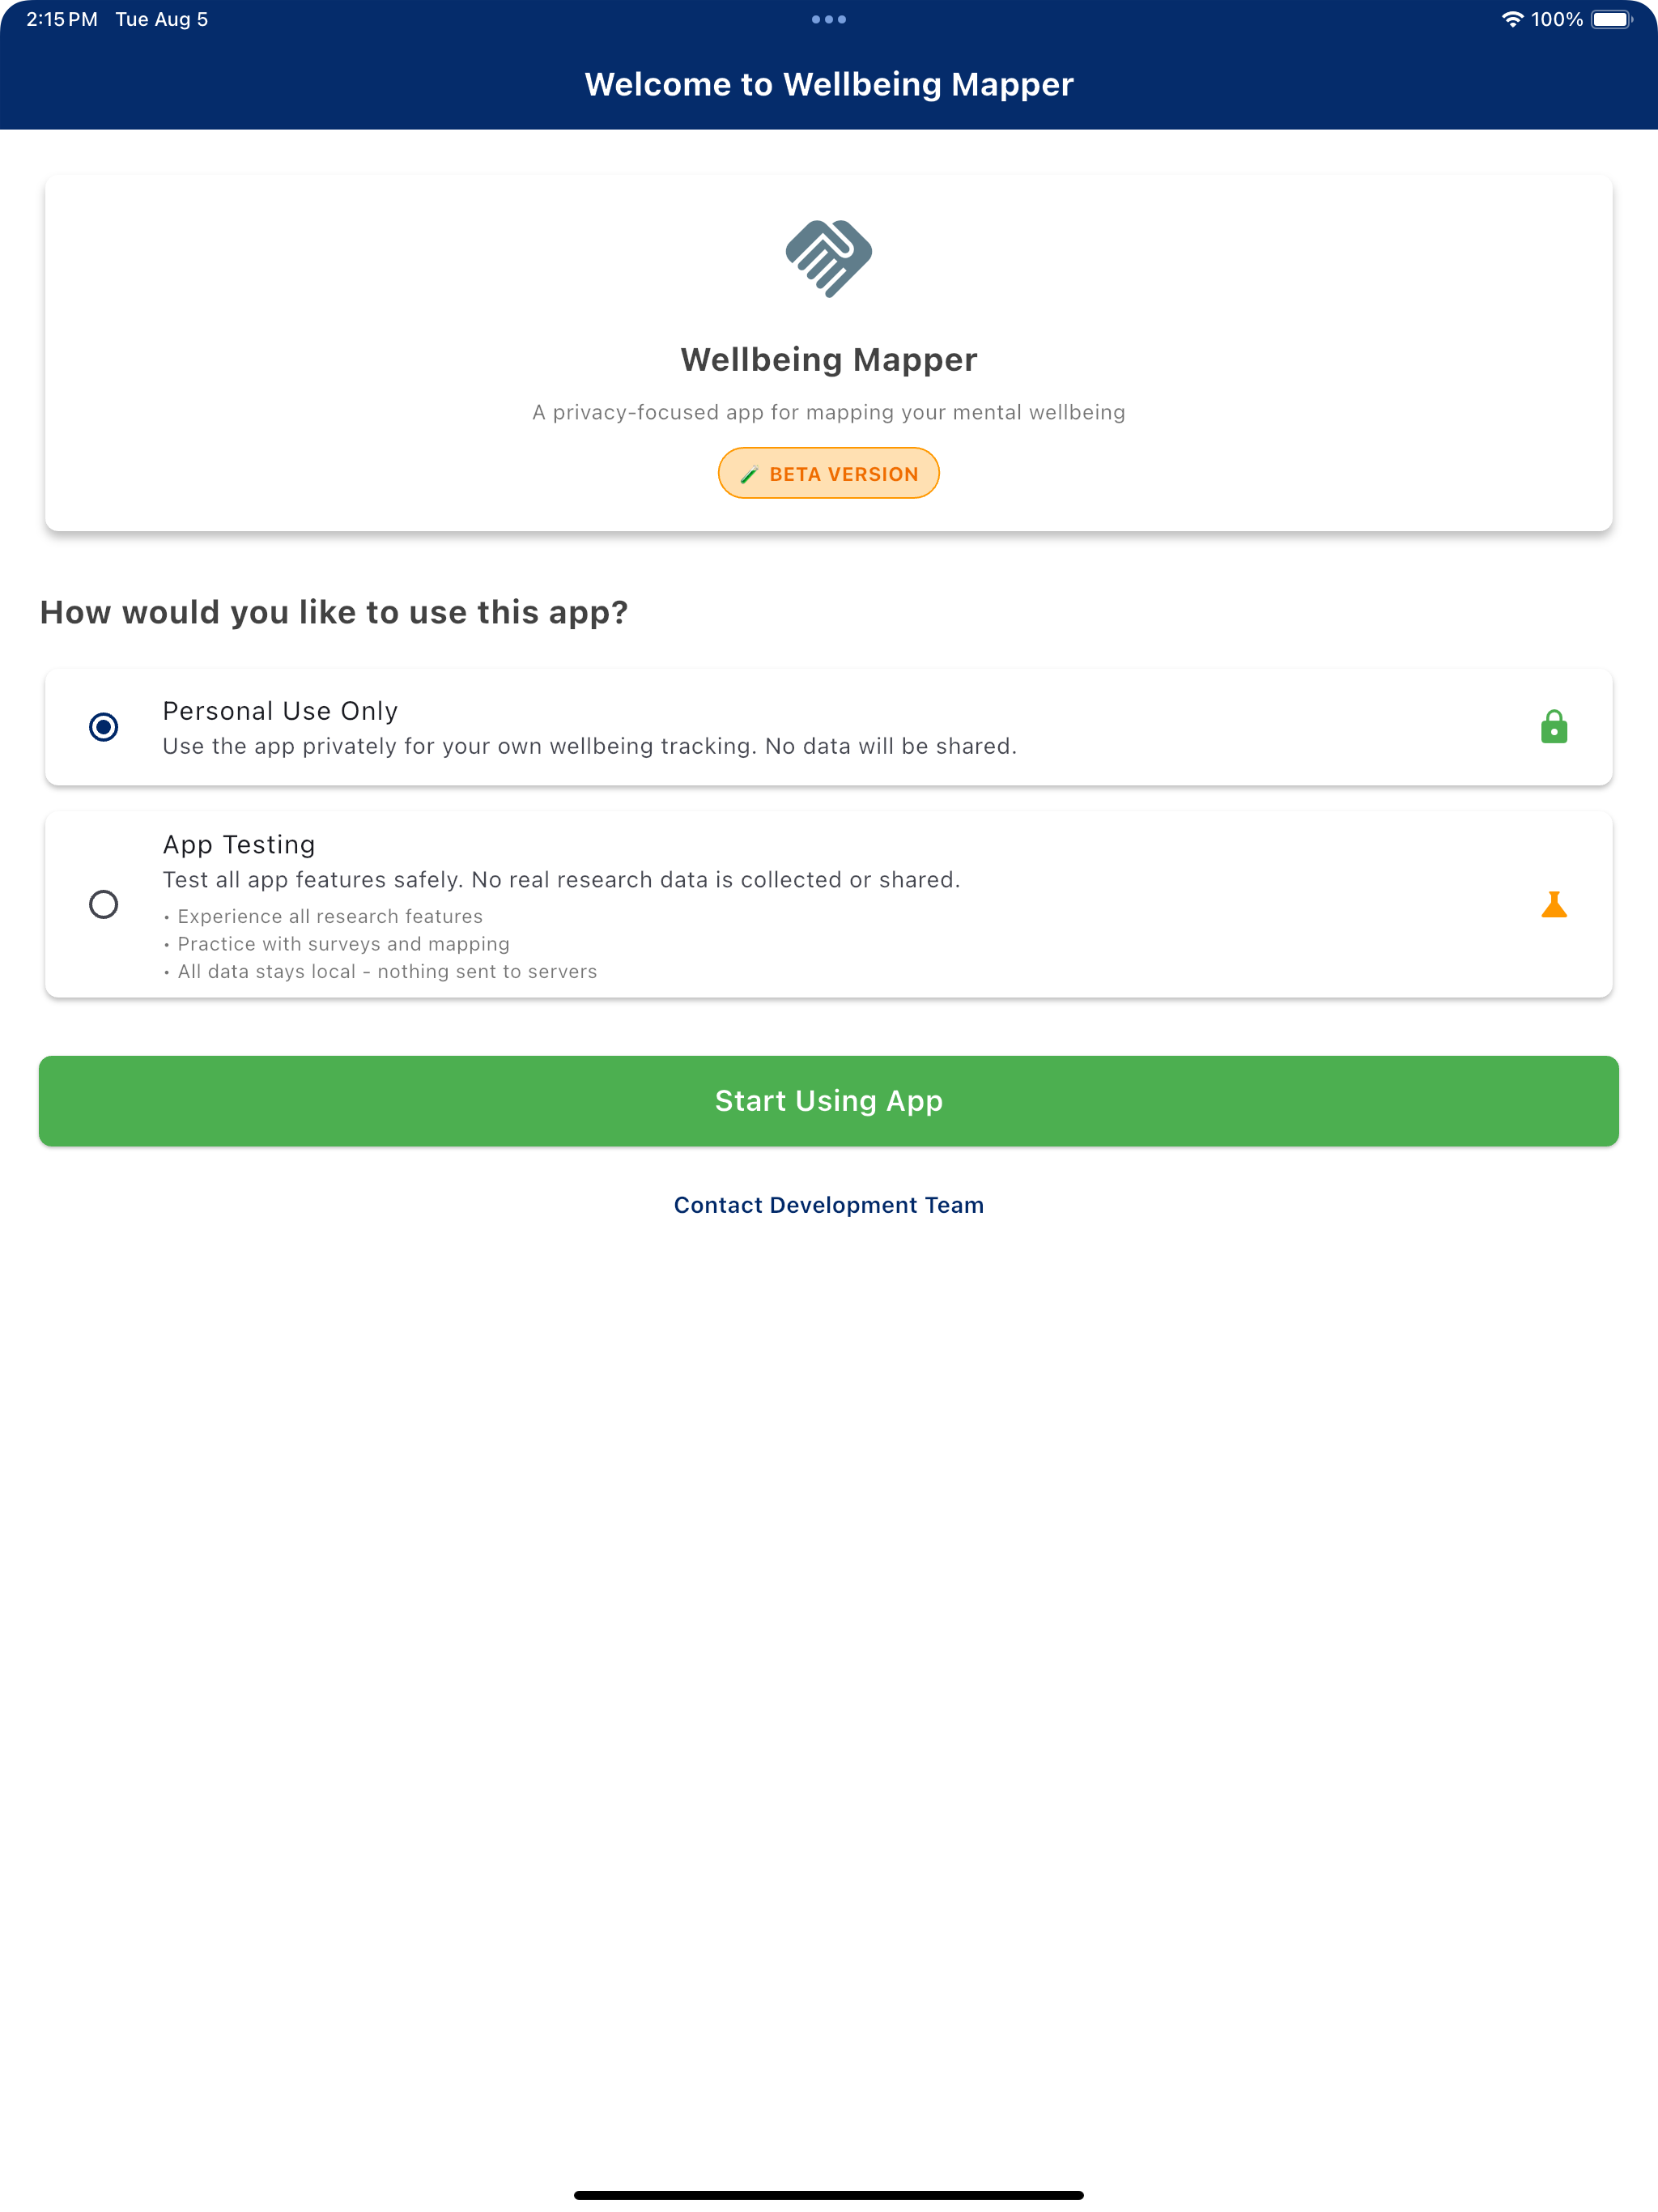 2:15 PM Tue Aug 5
100%
Welcome to Wellbeing Mapper
Wellbeing Mapper
A privacy-focused app for mapping your mental wellbeing
BETA VERSION
How would you like to use this app?
Personal Use Only
Use the app privately for your own wellbeing tracking. No data will be shared.
App Testing
Test all app features safely. No real research data is collected or shared.
• Experience all research features
• Practice with surveys and mapping
• All data stays local - nothing sent to servers
Start Using App
Contact Development Team